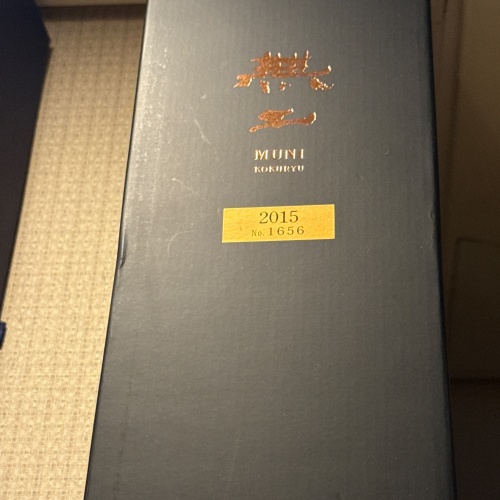 無二
MUNI
KOKURYU
2015
No.1656